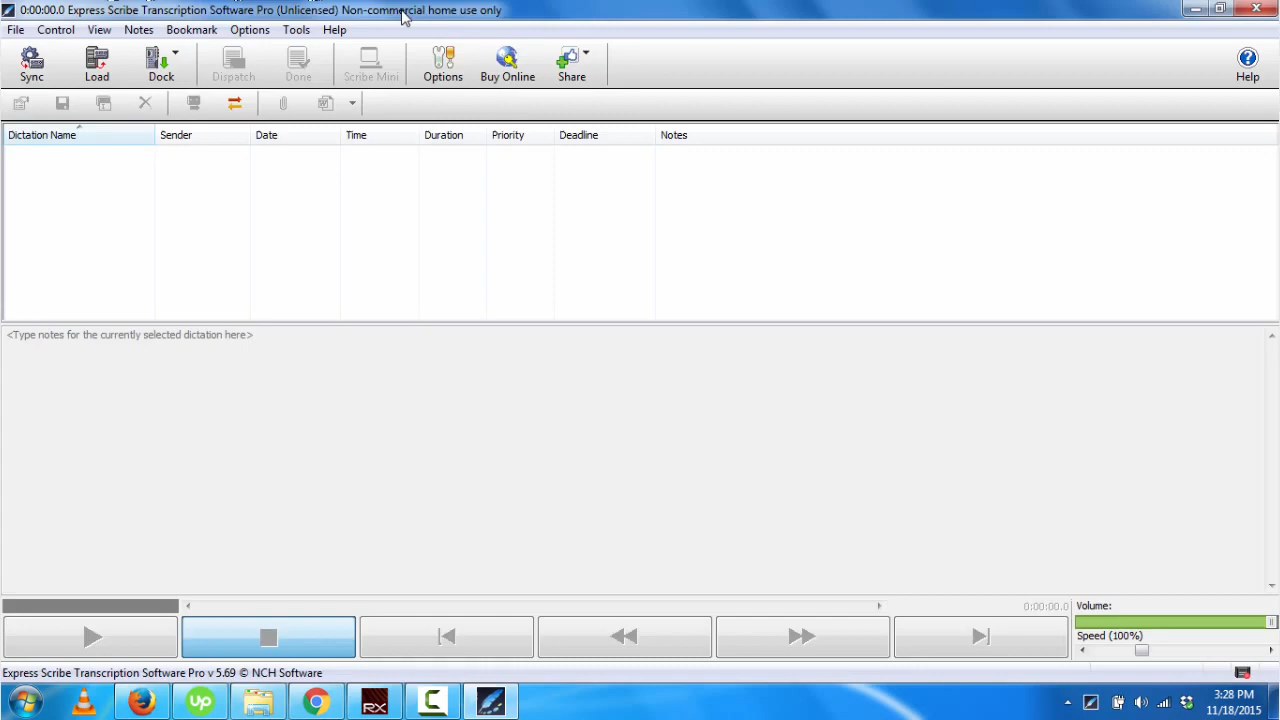 0:00:00.0 Express Scribe Transcription Software Pro (Unlicensed) Non-commercial home use only
File Control View Notes Bookmark Options Tools Help
Sync Load Dock Dispatch Done Scribe Mini Options Buy Online Share Help
Dictation Name Sender Date Time Duration Priority Deadline Notes
<Type notes for the currently selected dictation here>
0:00:00.0 Volume:
Speed (100%)
Express Scribe Transcription Software Pro v 5.69 © NCH Software
up RX C 3:28 PM
11/18/2015